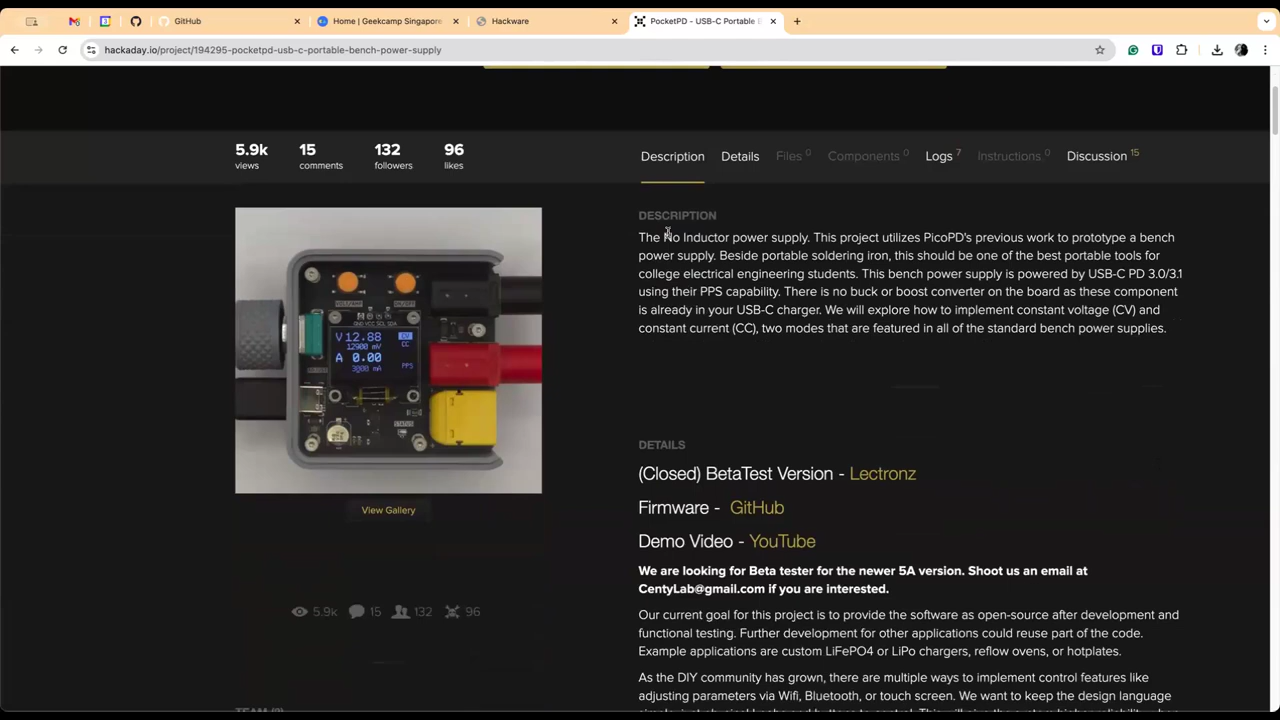 GitHub
Home | Geekcamp Singapore
Hackware
PocketPD - USB-C Portable B
hackaday.io/project/194295-pocketpd-usb-c-portable-bench-power-supply
5.9k
views
15
comments
132
followers
96
likes
Description
Details
Files 0
Components 0
Logs 7
Instructions 0
Discussion 15
GND VCC SCL SDA
V 12.88 CV
12900 mV CC
A 0.00
3000 mA PPS
STATUS
View Gallery
5.9k 15 132 96
DESCRIPTION
The No Inductor power supply. This project utilizes PicoPD's previous work to prototype a bench
power supply. Beside portable soldering iron, this should be one of the best portable tools for
college electrical engineering students. This bench power supply is powered by USB-C PD 3.0/3.1
using their PPS capability. There is no buck or boost converter on the board as these component
is already in your USB-C charger. We will explore how to implement constant voltage (CV) and
constant current (CC), two modes that are featured in all of the standard bench power supplies.
DETAILS
(Closed) BetaTest Version - Lectronz
Firmware - GitHub
Demo Video - YouTube
We are looking for Beta tester for the newer 5A version. Shoot us an email at
CentyLab@gmail.com if you are interested.
Our current goal for this project is to provide the software as open-source after development and
functional testing. Further development for other applications could reuse part of the code.
Example applications are custom LiFePO4 or LiPo chargers, reflow ovens, or hotplates.
As the DIY community has grown, there are multiple ways to implement control features like
adjusting parameters via Wifi, Bluetooth, or touch screen. We want to keep the design language